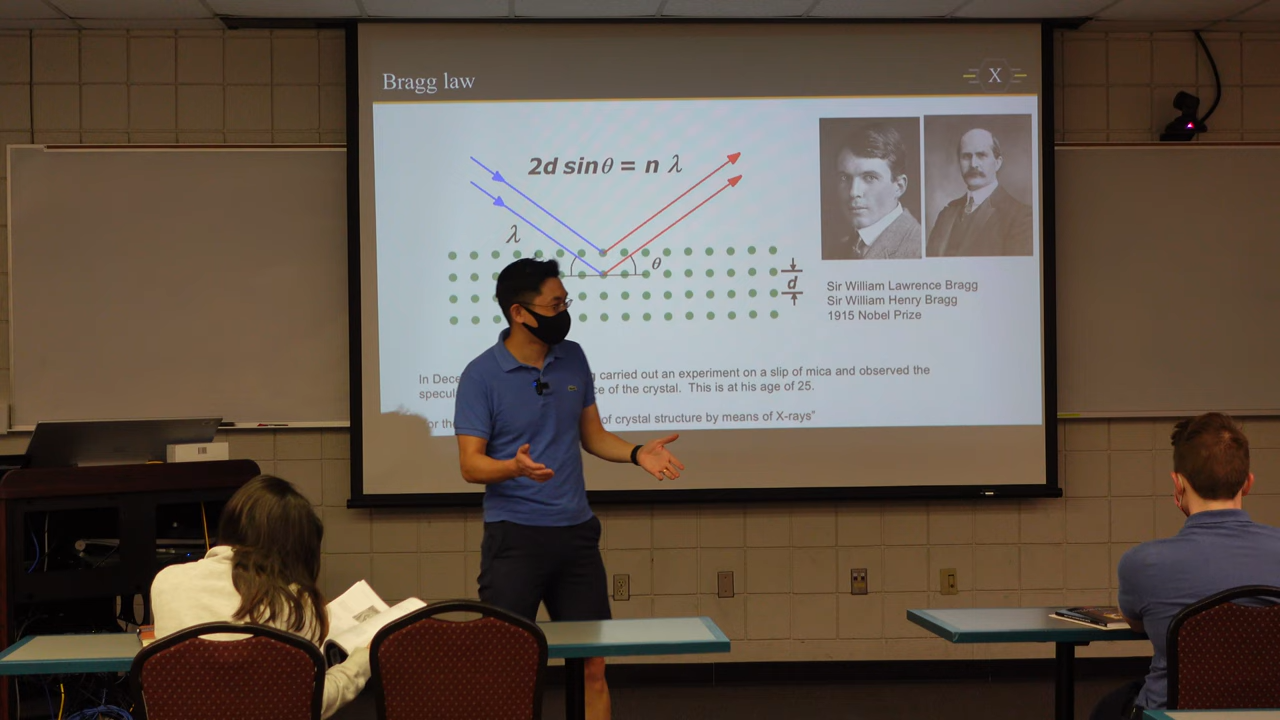 Bragg law
X
2d sinθ = n λ
λ
θ
d
Sir William Lawrence Bragg
Sir William Henry Bragg
1915 Nobel Prize
In Dece carried out an experiment on a slip of mica and observed the
specul ce of the crystal. This is at his age of 25.
or the of crystal structure by means of X-rays"